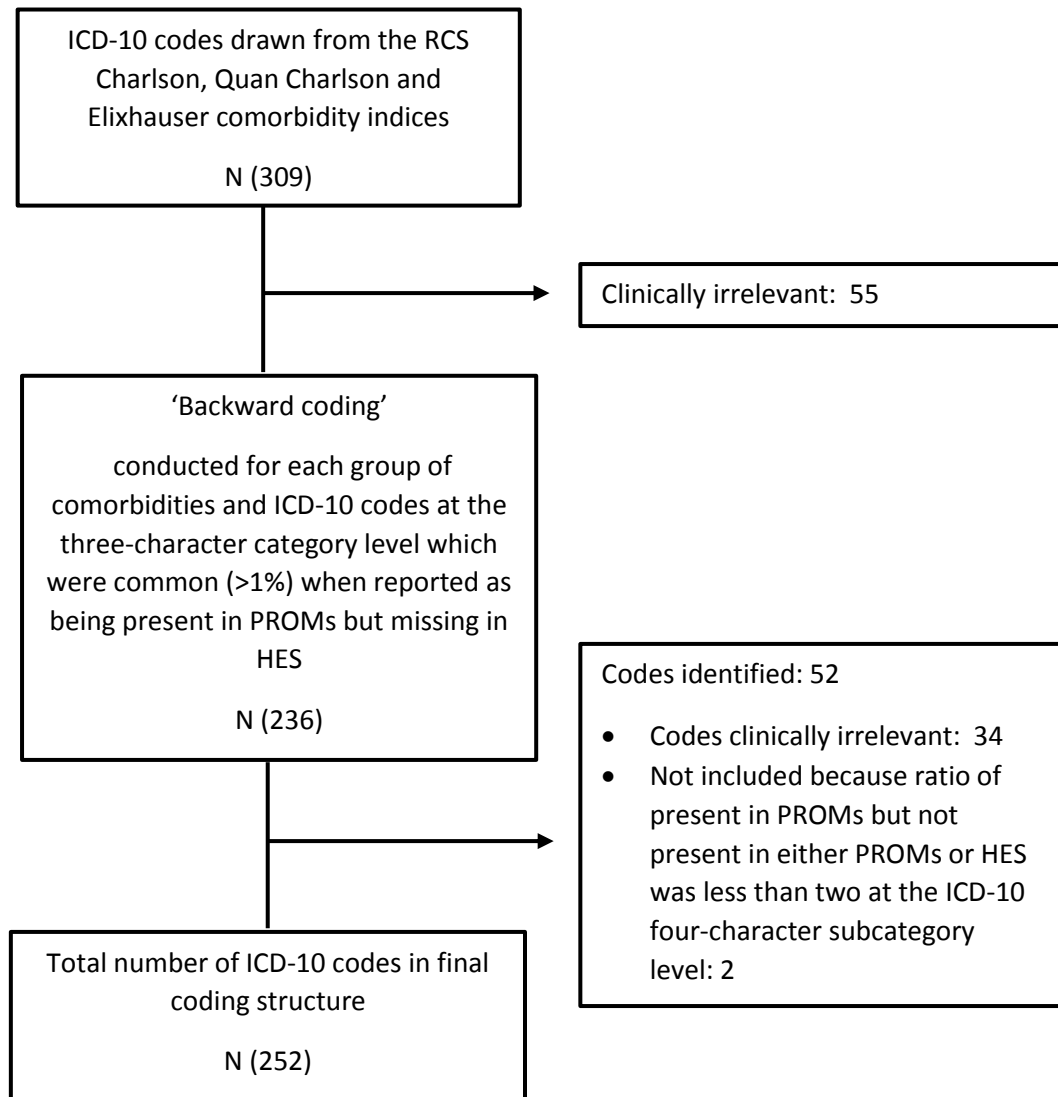 ICD-10 codes drawn from the RCS
Charlson, Quan Charlson and
Elixhauser comorbidity indices
N (309)
Clinically irrelevant:  55
‘Backward coding’
conducted for each group of
comorbidities and ICD-10 codes at the
three-character category level which
were common (>1%) when reported as
being present in PROMs but missing in
HES
N (236)
Codes identified: 52
• Codes clinically irrelevant:  34
• Not included because ratio of
present in PROMs but not
present in either PROMs or HES
was less than two at the ICD-10
four-character subcategory
level: 2
Total number of ICD-10 codes in final
coding structure
N (252)